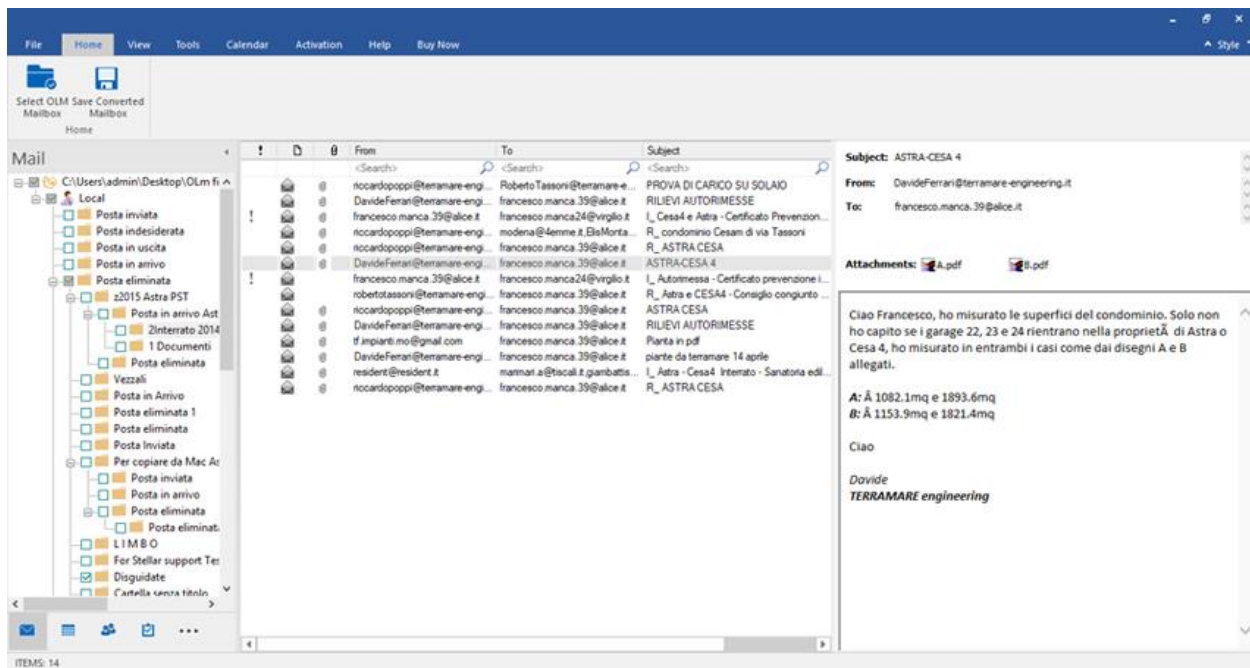 File Home View Tools Calendar Activation Help Buy Now
Style
Select OLM Mailbox
Save Converted Mailbox
Home
Mail
C:\Users\admin\Desktop\OLm fi
Local
Posta inviata
Posta indesiderata
Posta in uscita
Posta in arrivo
Posta eliminata
z2015 Astra PST
Posta in arrivo Ast
2Interrato 2014
1 Documenti
Posta eliminata
Vezzali
Posta in Arrivo
Posta eliminata 1
Posta eliminata
Posta Inviata
Per copiare da Mac As
Posta inviata
Posta in arrivo
Posta eliminata
Posta eliminat
L I M B O
For Stellar support Tes
Disguidate
Cartella senza titolo
ITEMS: 14
! From To Subject
<Search> <Search> <Search>
riccardopoppi@terramare-engi... RobertoTassoni@terramare-e... PROVA DI CARICO SU SOLAIO
DavideFerrari@terramare-engi... francesco.manca.39@alice.it RILIEVI AUTORIMESSE
! francesco.manca.39@alice.it francesco.manca24@virgilio.it I_ Cesa4 e Astra - Certificato Prevenzion...
riccardopoppi@terramare-engi... modena@4emme.it,ElisMonta... R_ condominio Cesam di via Tassoni
riccardopoppi@terramare-engi... francesco.manca.39@alice.it R_ ASTRA CESA
DavideFerrari@terramare-engi... francesco.manca.39@alice.it ASTRA-CESA 4
! francesco.manca.39@alice.it francesco.manca24@virgilio.it I_ Autorimessa - Certificato prevenzione i...
robertotassoni@terramare-engi... francesco.manca.39@alice.it R_ Astra e CESA4 - Consiglio congiunto ...
riccardopoppi@terramare-engi... francesco.manca.39@alice.it ASTRA CESA
DavideFerrari@terramare-engi... francesco.manca.39@alice.it RILIEVI AUTORIMESSE
tf.impianti.mo@gmail.com francesco.manca.39@alice.it Pianta in pdf
DavideFerrari@terramare-engi... francesco.manca.39@alice.it piante da terramare 14 aprile
resident@resident.it marmari.a@tiscali.it,giambattis... I_ Astra - Cesa4 Interrato - Sanatoria edil...
riccardopoppi@terramare-engi... francesco.manca.39@alice.it R_ ASTRA CESA
Subject: ASTRA-CESA 4
From: DavideFerrari@terramare-engineering.it
To: francesco.manca.39@alice.it
Attachments: A.pdf B.pdf
Ciao Francesco, ho misurato le superfici del condominio. Solo non
ho capito se i garage 22, 23 e 24 rientrano nella proprietÃ di Astra o
Cesa 4, ho misurato in entrambi i casi come dai disegni A e B
allegati.
A: Â 1082.1mq e 1893.6mq
B: Â 1153.9mq e 1821.4mq
Ciao
Davide
TERRAMARE engineering